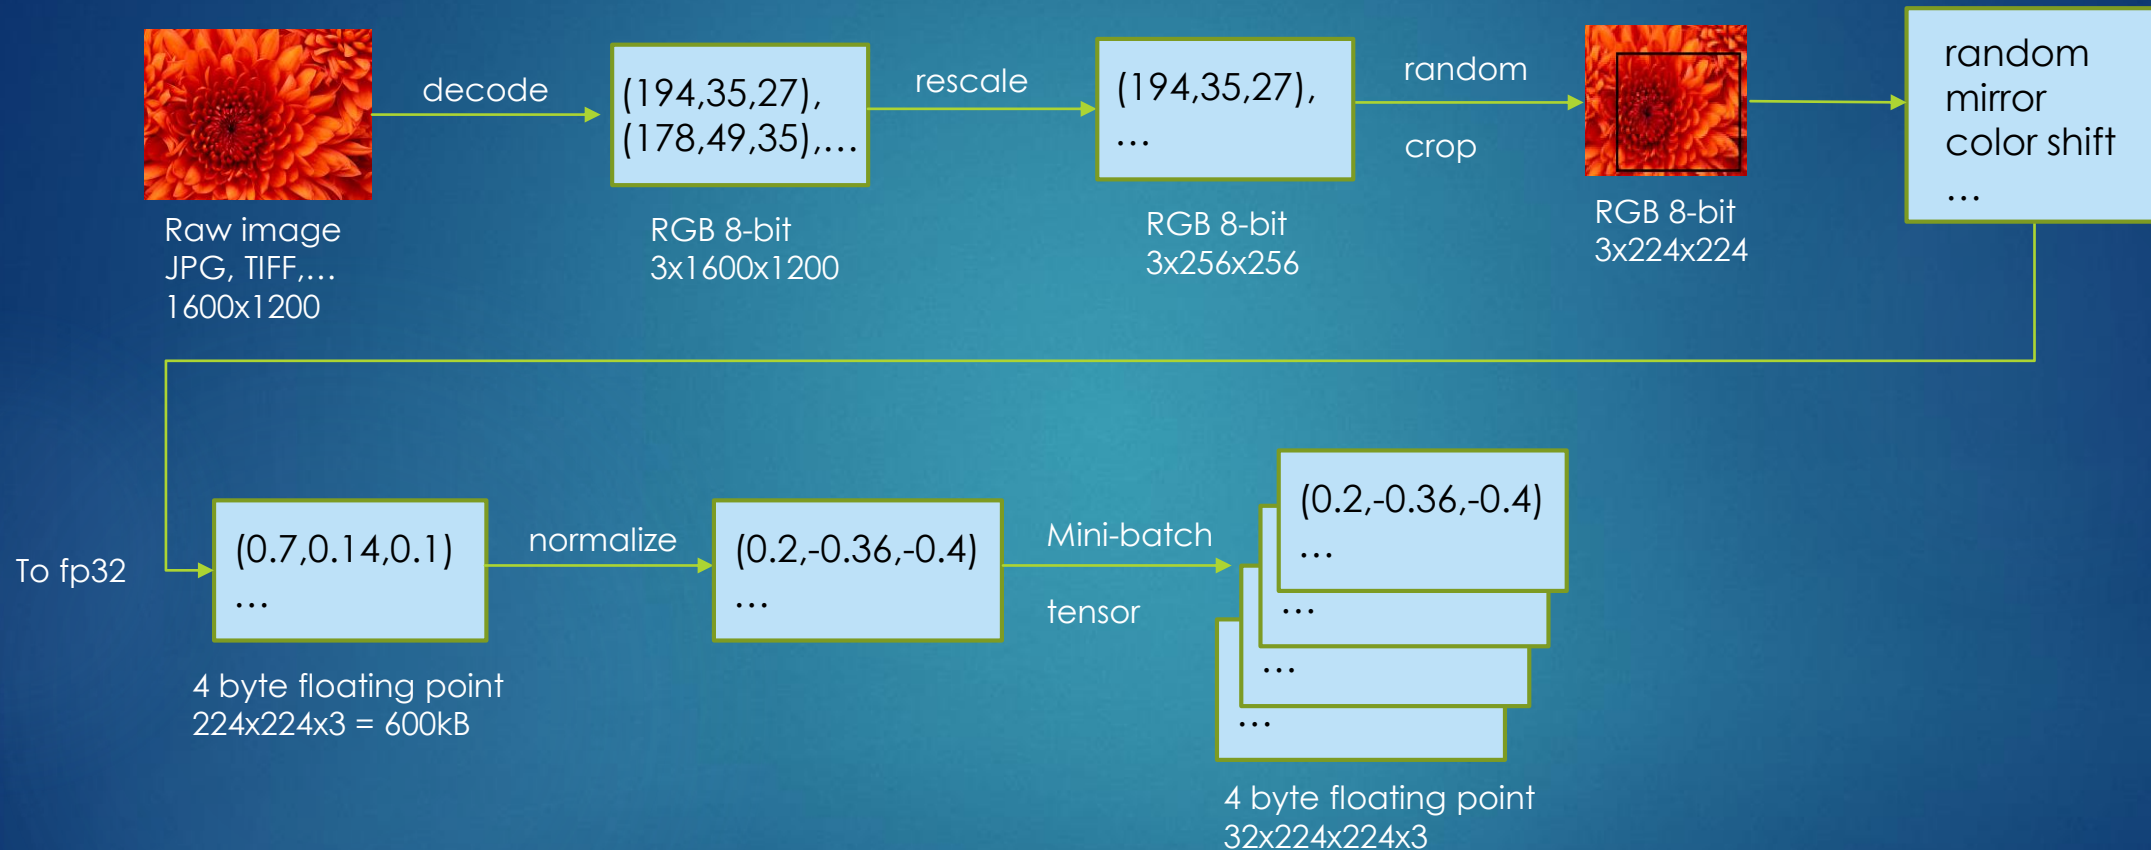 decode
(194,35,27),
(178,49,35),…
rescale
(194,35,27),
…
random
crop
random
mirror
color shift
…
Raw image
JPG, TIFF,…
1600x1200
RGB 8-bit
3x1600x1200
RGB 8-bit
3x256x256
RGB 8-bit
3x224x224
To fp32
(0.7,0.14,0.1)
…
normalize
(0.2,-0.36,-0.4)
…
Mini-batch
tensor
(0.2,-0.36,-0.4)
…
…
…
…
4 byte floating point
224x224x3 = 600kB
4 byte floating point
32x224x224x3